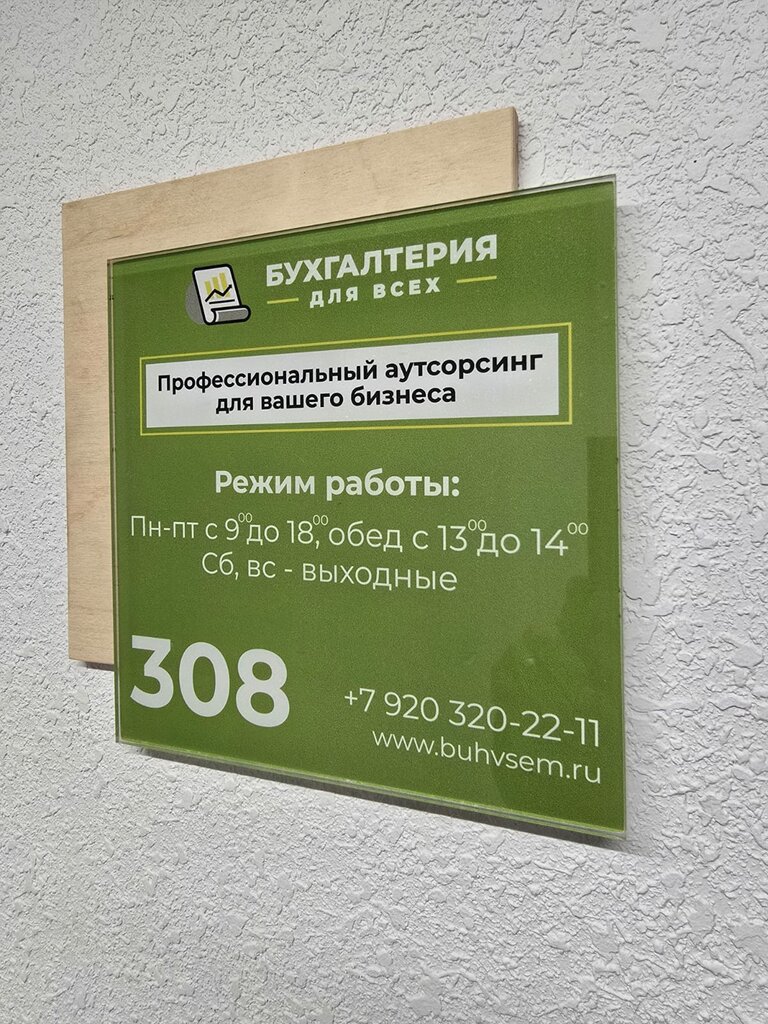 БУХГАЛТЕРИЯ
ДЛЯ ВСЕХ
Профессиональный аутсорсинг
для вашего бизнеса
Режим работы:
Пн-пт с 9⁰⁰ до 18⁰⁰, обед с 13⁰⁰ до 14⁰⁰
Сб, вс - выходные
308
+7 920 320-22-11
www.buhvsem.ru